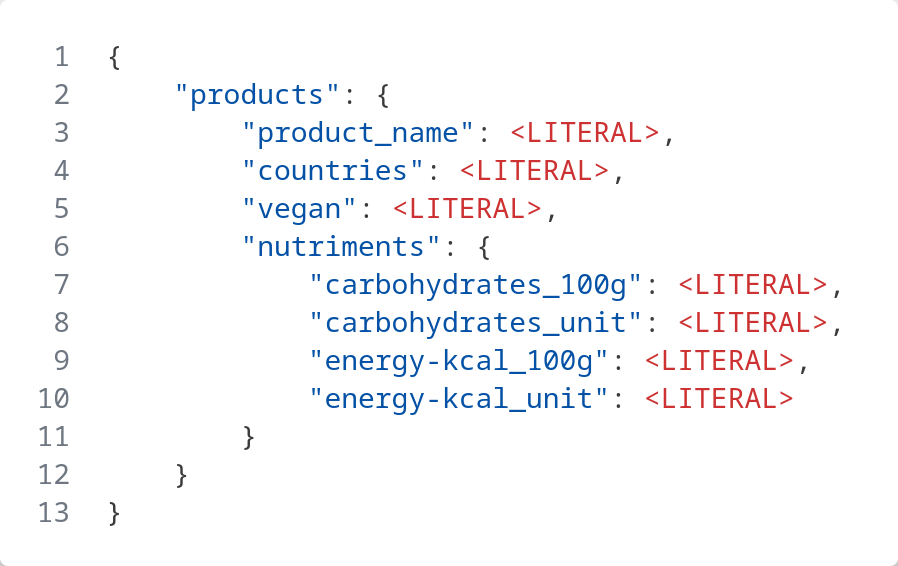 1 {
2 "products": {
3 "product_name": <LITERAL>,
4 "countries": <LITERAL>,
5 "vegan": <LITERAL>,
6 "nutriments": {
7 "carbohydrates_100g": <LITERAL>,
8 "carbohydrates_unit": <LITERAL>,
9 "energy-kcal_100g": <LITERAL>,
10 "energy-kcal_unit": <LITERAL>
11 }
12 }
13 }